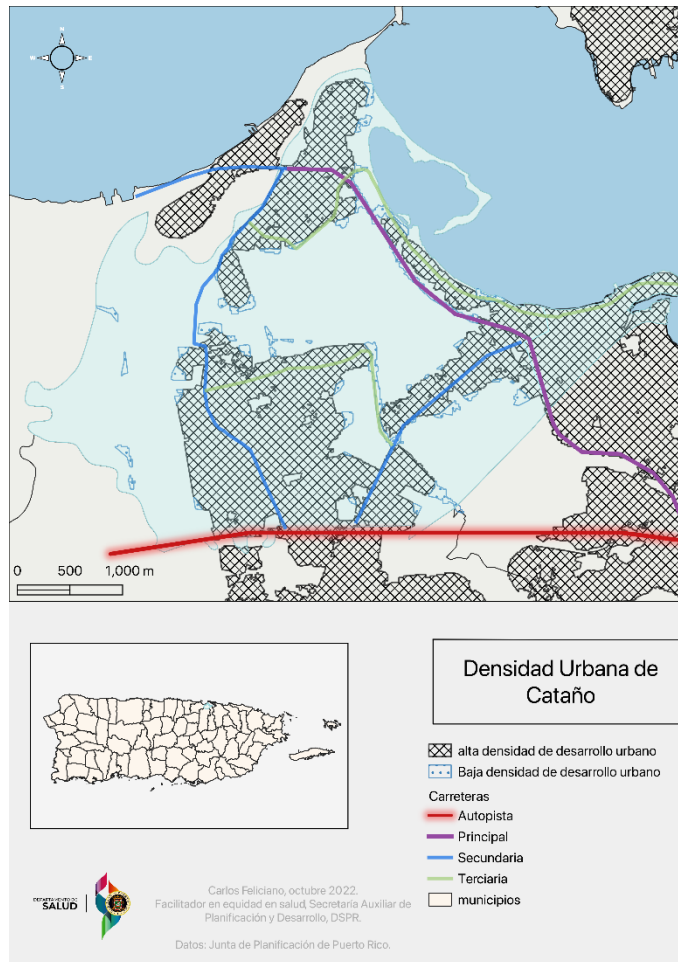 N
W
E
S
0 500 1,000 m
Densidad Urbana de
Cataño
alta densidad de desarrollo urbano
Baja densidad de desarrollo urbano
Carreteras
Autopista
Principal
Secundaria
Terciaria
municipios
DEPARTAMENTO DE
SALUD
Carlos Feliciano, octubre 2022.
Facilitador en equidad en salud, Secretaría Auxiliar de
Planificación y Desarrollo, DSPR.
Datos: Junta de Planificación de Puerto Rico.